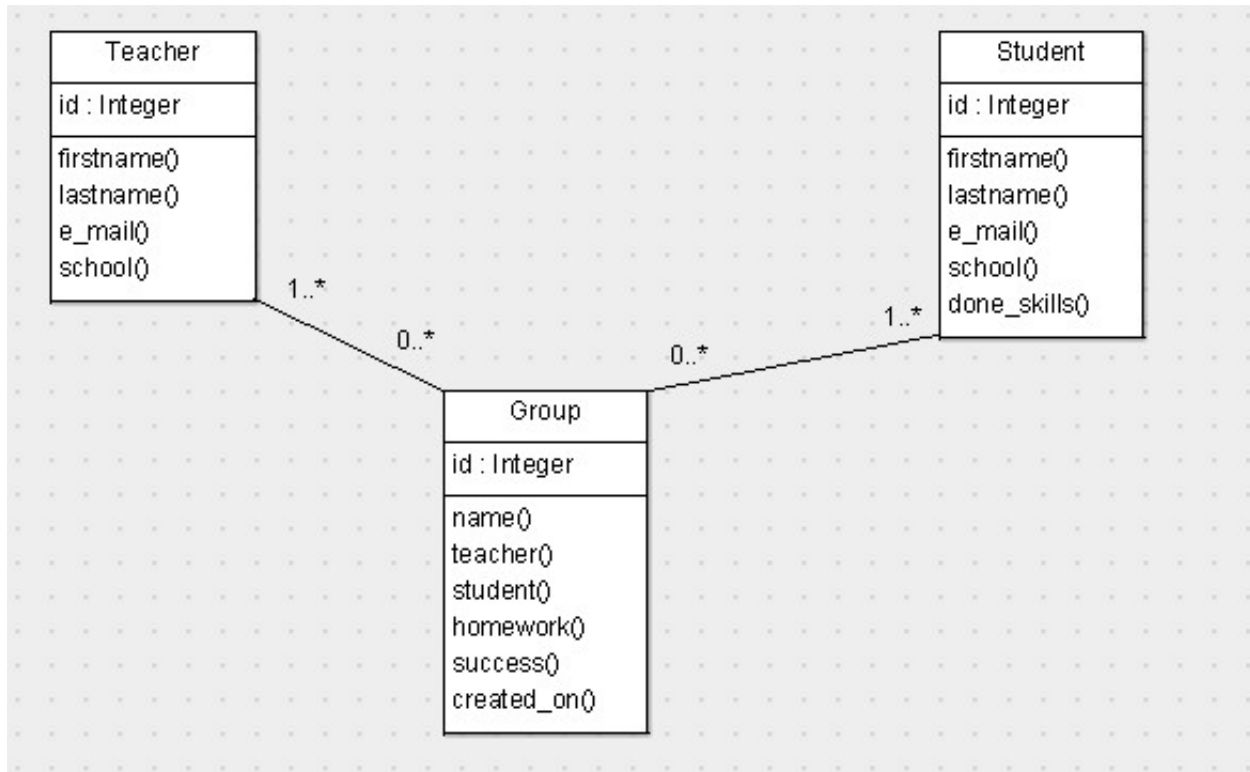 Teacher
id : Integer
firstname()
lastname()
e_mail()
school()
Student
id : Integer
firstname()
lastname()
e_mail()
school()
done_skills()
1..*
0..*
0..*
1..*
Group
id : Integer
name()
teacher()
student()
homework()
success()
created_on()